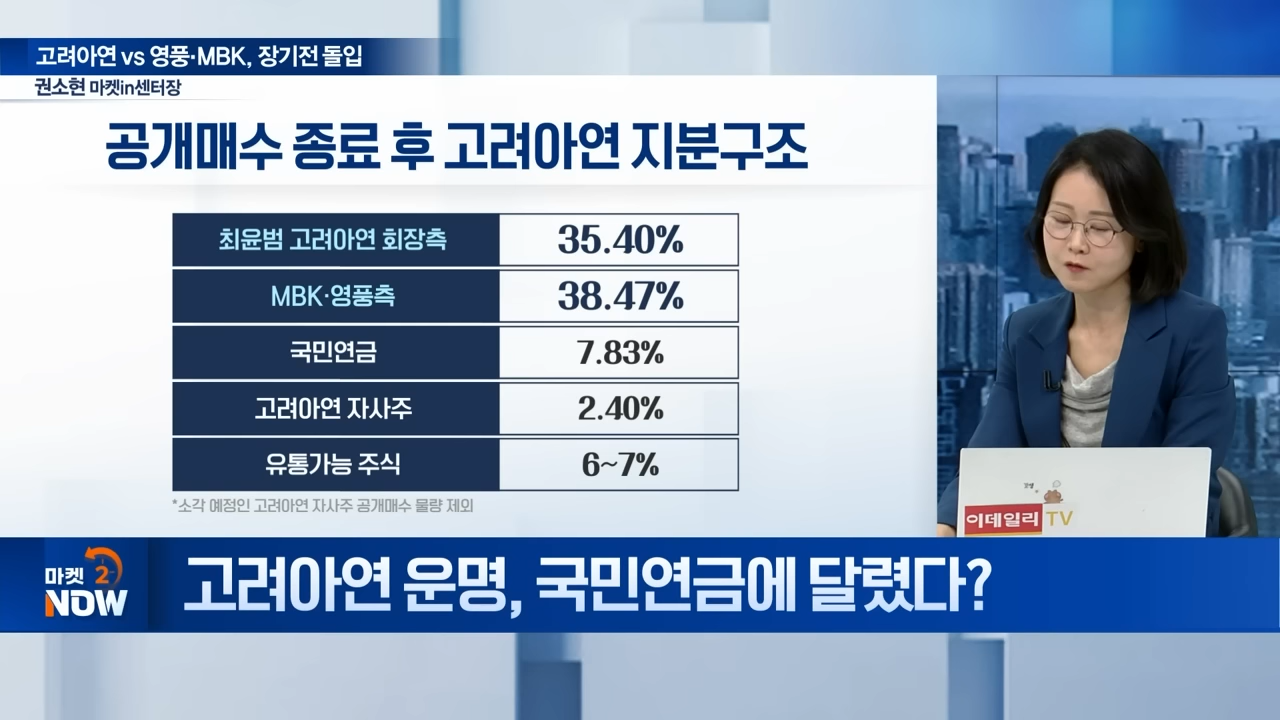 고려아연 vs 영풍·MBK, 장기전 돌입
권소현 마켓in센터장
공개매수 종료 후 고려아연 지분구조
최윤범 고려아연 회장측 35.40%
MBK·영풍측 38.47%
국민연금 7.83%
고려아연 자사주 2.40%
유통가능 주식 6~7%
*소각 예정인 고려아연 자사주 공개매수 물량 제외
이데일리 TV
마켓 2
NOW
고려아연 운명, 국민연금에 달렸다?